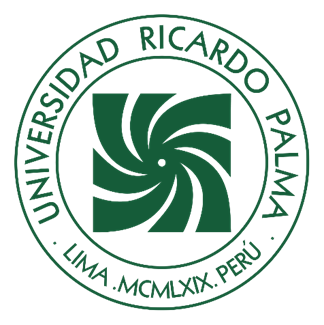 UNIVERSIDAD RICARDO PALMA
· LIMA . MCMLXIX. PERÚ ·